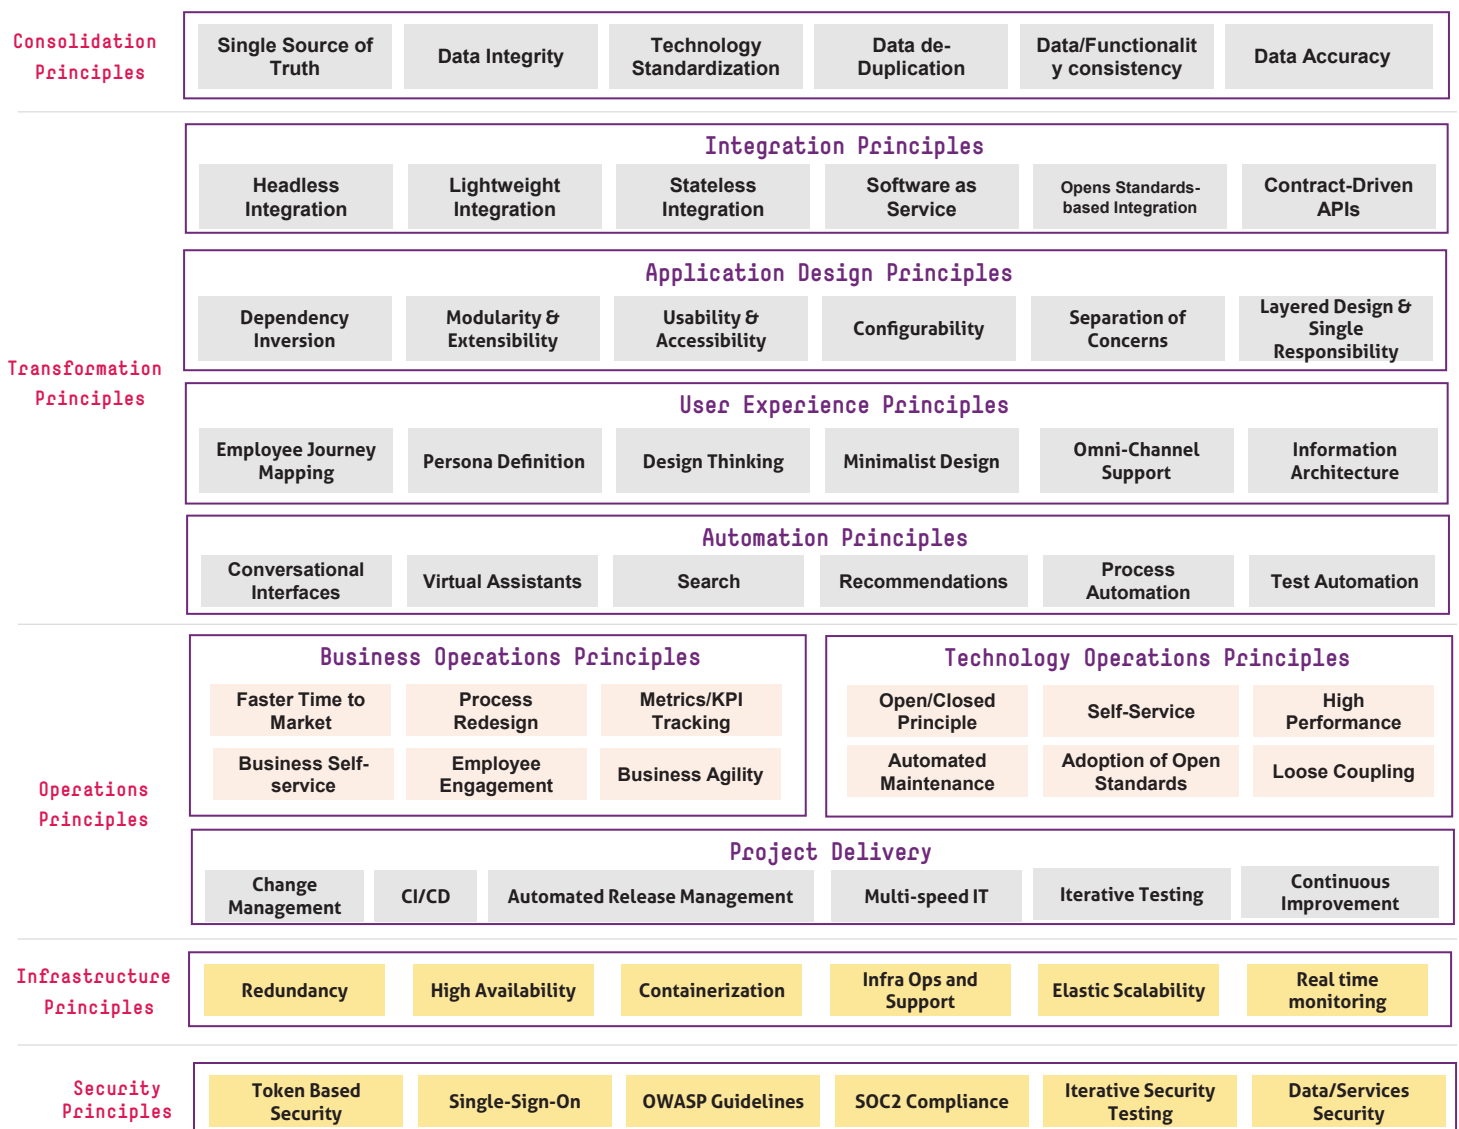 Consolidation
Principles
Single Source of
Truth
Data Integrity
Technology
Standardization
Data de-
Duplication
Data/Functionalit
y consistency
Data Accuracy
Transformation
Principles
Integration Principles
Headless
Integration
Lightweight
Integration
Stateless
Integration
Software as
Service
Opens Standards-
based Integration
Contract-Driven
APIs
Application Design Principles
Dependency
Inversion
Modularity &
Extensibility
Usability &
Accessibility
Configurability
Separation of
Concerns
Layered Design &
Single
Responsibility
User Experience Principles
Employee Journey
Mapping
Persona Definition
Design Thinking
Minimalist Design
Omni-Channel
Support
Information
Architecture
Automation Principles
Conversational
Interfaces
Virtual Assistants
Search
Recommendations
Process
Automation
Test Automation
Operations
Principles
Business Operations Principles
Faster Time to
Market
Process
Redesign
Metrics/KPI
Tracking
Business Self-
service
Employee
Engagement
Business Agility
Technology Operations Principles
Open/Closed
Principle
Self-Service
High
Performance
Automated
Maintenance
Adoption of Open
Standards
Loose Coupling
Project Delivery
Change
Management
CI/CD
Automated Release Management
Multi-speed IT
Iterative Testing
Continuous
Improvement
Infrastructure
Principles
Redundancy
High Availability
Containerization
Infra Ops and
Support
Elastic Scalability
Real time
monitoring
Security
Principles
Token Based
Security
Single-Sign-On
OWASP Guidelines
SOC2 Compliance
Iterative Security
Testing
Data/Services
Security